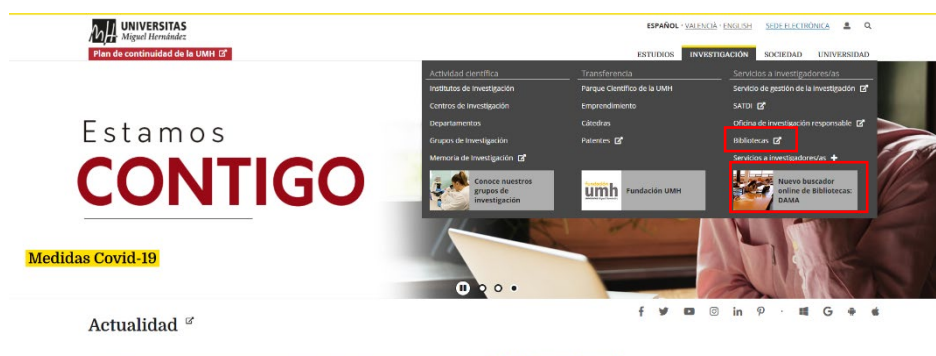 UNIVERSITAS
Miguel Hernández
ESPAÑOL · VALENCIÀ · ENGLISH SEDE ELECTRÓNICA
Plan de continuidad de la UMH
ESTUDIOS INVESTIGACIÓN SOCIEDAD UNIVERSIDAD
Actividad científica
Institutos de Investigación
Centros de Investigación
Departamentos
Grupos de Investigación
Memoria de Investigación
Conoce nuestros
grupos de
investigación
Transferencia
Parque Científico de la UMH
Emprendimiento
Cátedras
Patentes
umh
Fundación UMH
Servicios a investigadores/as
Servicio de gestión de la investigación
SATDI
Oficina de investigación responsable
Bibliotecas
Servicios a investigadores/as +
Nuevo buscador
online de Bibliotecas:
DAMA
Estamos
CONTIGO
Medidas Covid-19
Actualidad